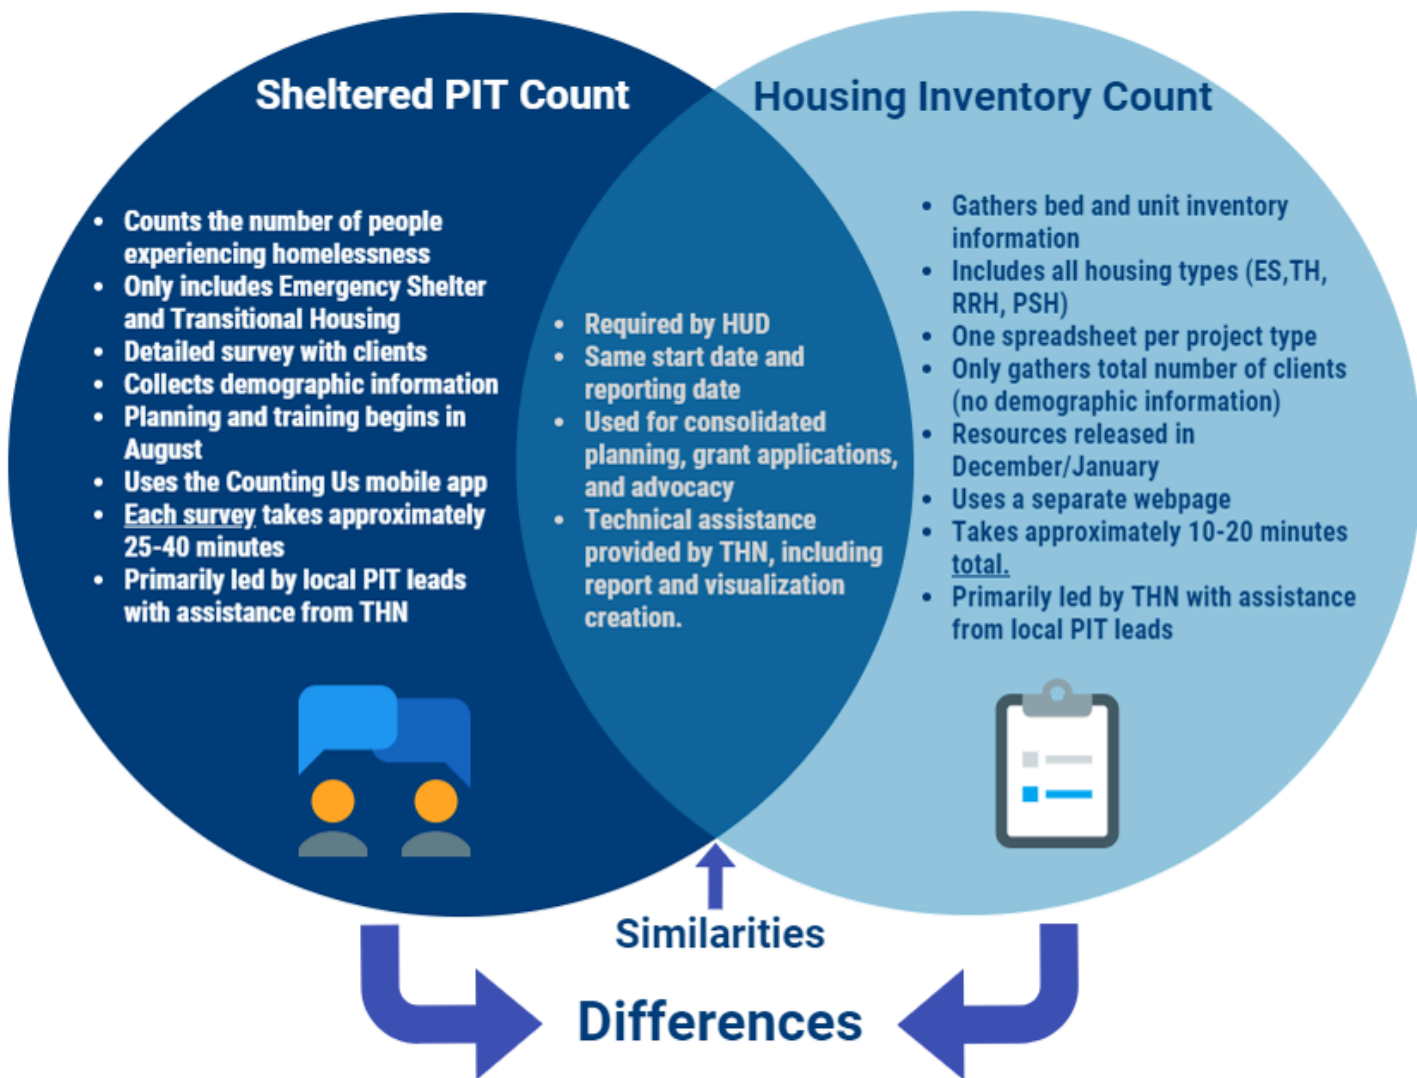 Sheltered PIT Count
• Counts the number of people
experiencing homelessness
• Only includes Emergency Shelter
and Transitional Housing
• Detailed survey with clients
• Collects demographic information
• Planning and training begins in
August
• Uses the Counting Us mobile app
• Each survey takes approximately
25-40 minutes
• Primarily led by local PIT leads
with assistance from THN
• Required by HUD
• Same start date and
reporting date
• Used for consolidated
planning, grant applications,
and advocacy
• Technical assistance
provided by THN, including
report and visualization
creation.
Housing Inventory Count
• Gathers bed and unit inventory
information
• Includes all housing types (ES,TH,
RRH, PSH)
• One spreadsheet per project type
• Only gathers total number of clients
(no demographic information)
• Resources released in
December/January
• Uses a separate webpage
• Takes approximately 10-20 minutes
total.
• Primarily led by THN with assistance
from local PIT leads
Similarities
Differences